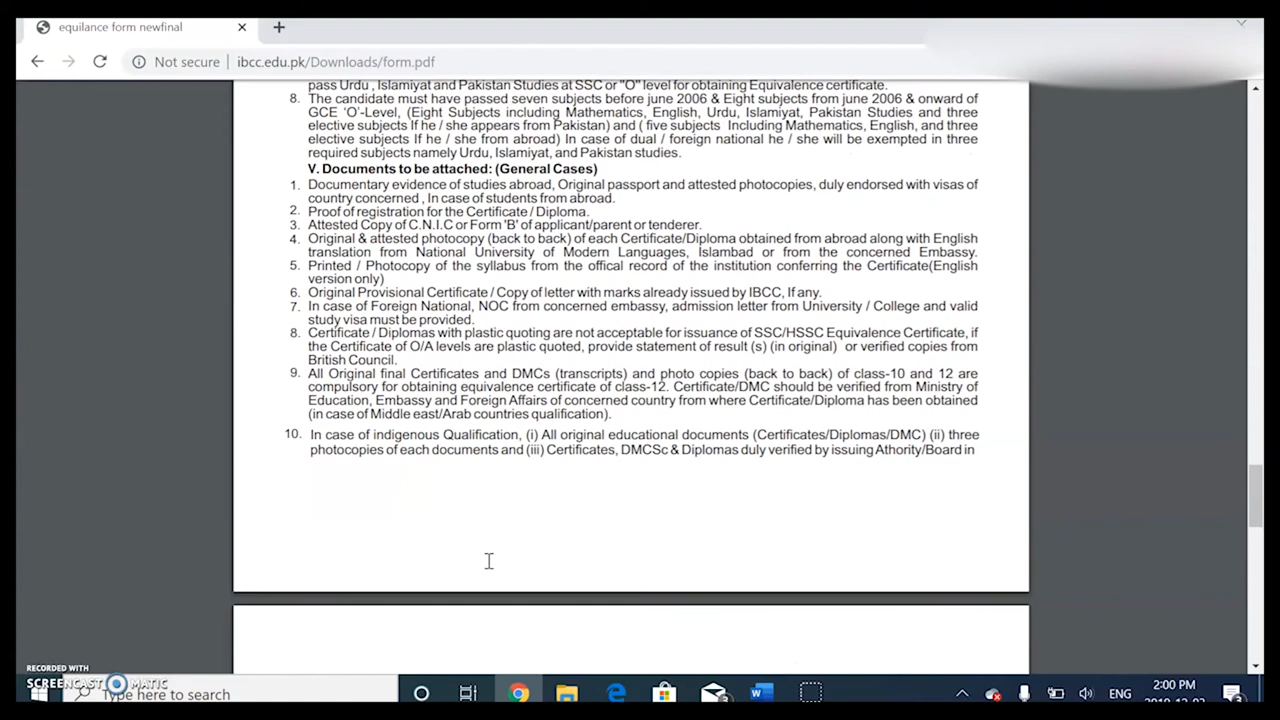 equilance form newfinal
Not secure
ibcc.edu.pk/Downloads/form.pdf
pass Urdu , Islamiyat and Pakistan Studies at SSC or "O" level for obtaining Equivalence certificate.
8. The candidate must have passed seven subjects before june 2006 & Eight subjects from june 2006 & onward of
GCE ‘O’-Level, (Eight Subjects including Mathematics, English, Urdu, Islamiyat, Pakistan Studies and three
elective subjects If he / she appears from Pakistan) and ( five subjects Including Mathematics, English, and three
elective subjects If he / she from abroad) In case of dual / foreign national he / she will be exempted in three
required subjects namely Urdu, Islamiyat, and Pakistan studies.
V. Documents to be attached: (General Cases)
1. Documentary evidence of studies abroad, Original passport and attested photocopies, duly endorsed with visas of
country concerned , In case of students from abroad.
2. Proof of registration for the Certificate / Diploma.
3. Attested Copy of C.N.I.C or Form 'B' of applicant/parent or tenderer.
4. Original & attested photocopy (back to back) of each Certificate/Diploma obtained from abroad along with English
translation from National University of Modern Languages, Islambad or from the concerned Embassy.
5. Printed / Photocopy of the syllabus from the offical record of the institution conferring the Certificate(English
version only)
6. Original Provisional Certificate / Copy of letter with marks already issued by IBCC, If any.
7. In case of Foreign National, NOC from concerned embassy, admission letter from University / College and valid
study visa must be provided.
8. Certificate / Diplomas with plastic quoting are not acceptable for issuance of SSC/HSSC Equivalence Certificate, if
the Certificate of O/A levels are plastic quoted, provide statement of result (s) (in original) or verified copies from
British Council.
9. All Original final Certificates and DMCs (transcripts) and photo copies (back to back) of class-10 and 12 are
compulsory for obtaining equivalence certificate of class-12. Certificate/DMC should be verified from Ministry of
Education, Embassy and Foreign Affairs of concerned country from where Certificate/Diploma has been obtained
(in case of Middle east/Arab countries qualification).
10. In case of indigenous Qualification, (i) All original educational documents (Certificates/Diplomas/DMC) (ii) three
photocopies of each documents and (iii) Certificates, DMCSc & Diplomas duly verified by issuing Athority/Board in
RECORDED WITH
SCREENCAST MATIC
Type here to search
ENG
2:00 PM